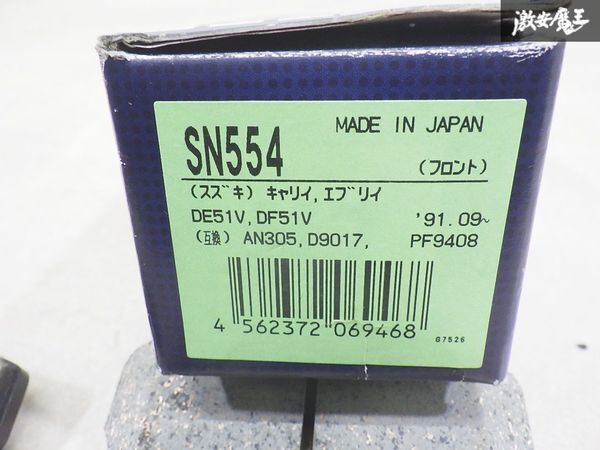 激安魔王
MADE IN JAPAN
SN554
(フロント)
(スズキ) キャリイ,エブリイ
DE51V,DF51V '91.09~
(互換) AN305,D9017, PF9408
4 562372 069468
G7526